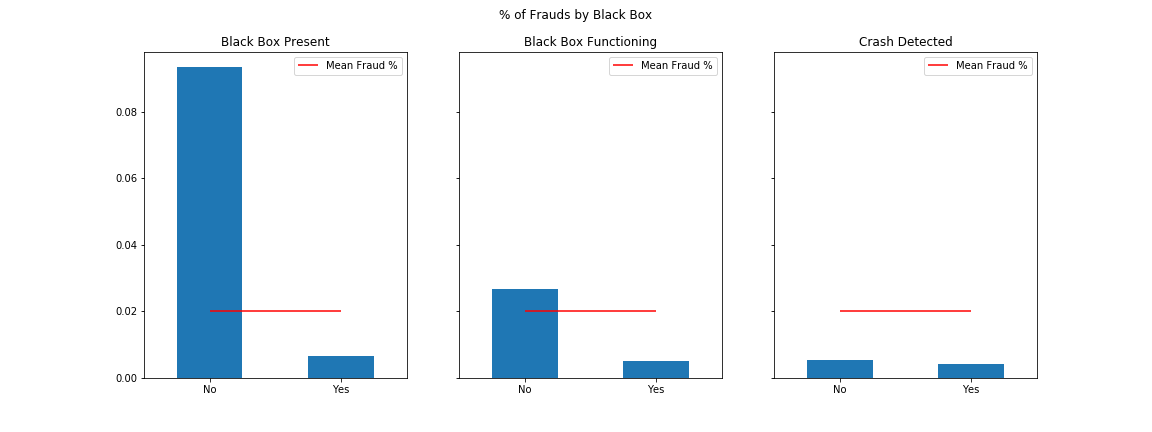 % of Frauds by Black Box
Black Box Present
Mean Fraud %
0.08
0.06
0.04
0.02
0.00
No Yes
Black Box Functioning
Mean Fraud %
No Yes
Crash Detected
Mean Fraud %
No Yes